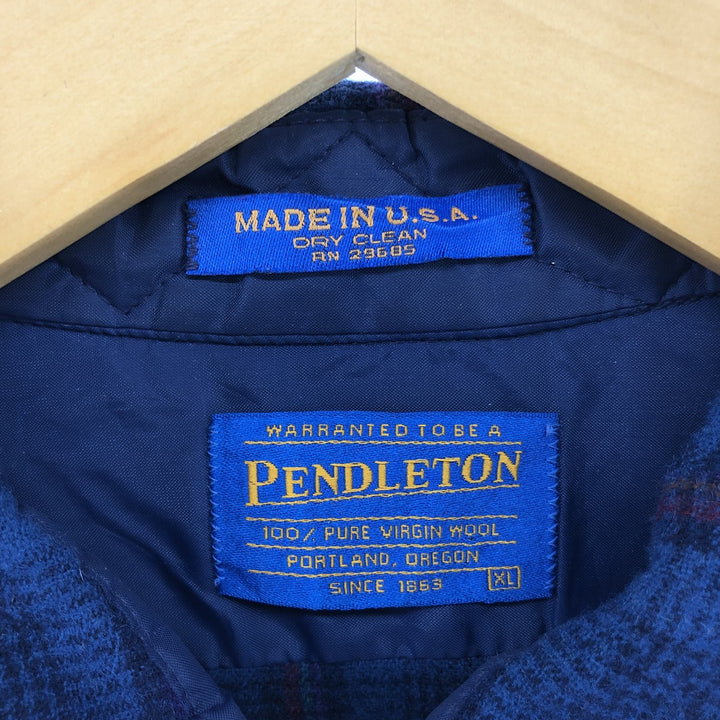 MADE IN U.S.A.
DRY CLEAN
RN 29685
WARRANTED TO BE A
PENDLETON
100% PURE VIRGIN WOOL
PORTLAND, OREGON
SINCE 1863 XL